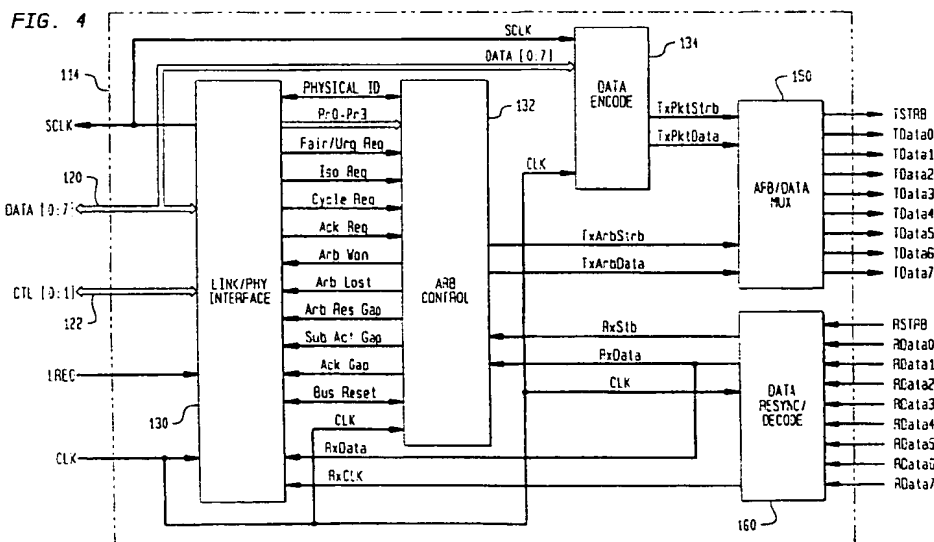 FIG. 4
114
SCLK
DATA [0:7]
134
DATA
ENCODE
150
PHYSICAL ID
132
Pr0-Pr3
Fair/Urg Req
Iso Req
Cycle Req
Ack Req
Arb Won
Arb Lost
Arb Res Gap
Sub Act Gap
Ack Gap
Bus Reset
CLK
RxData
RxCLK
SCLK
120
DATA [0:7]
CTL [0:1]
122
LREC
130
CLK
LINK/PHY
INTERFACE
ARB
CONTROL
CLK
TxPktStrb
TxPktData
TxArbStrb
TxArbData
RxStb
RxData
CLK
ARB/DATA
MUX
DATA
RESYNC/
DECODE
160
TSTRB
TData0
TData1
TData2
TData3
TData4
TData5
TData6
TData7
RSTRB
RData0
RData1
RData2
RData3
RData4
RData5
RData6
RData7